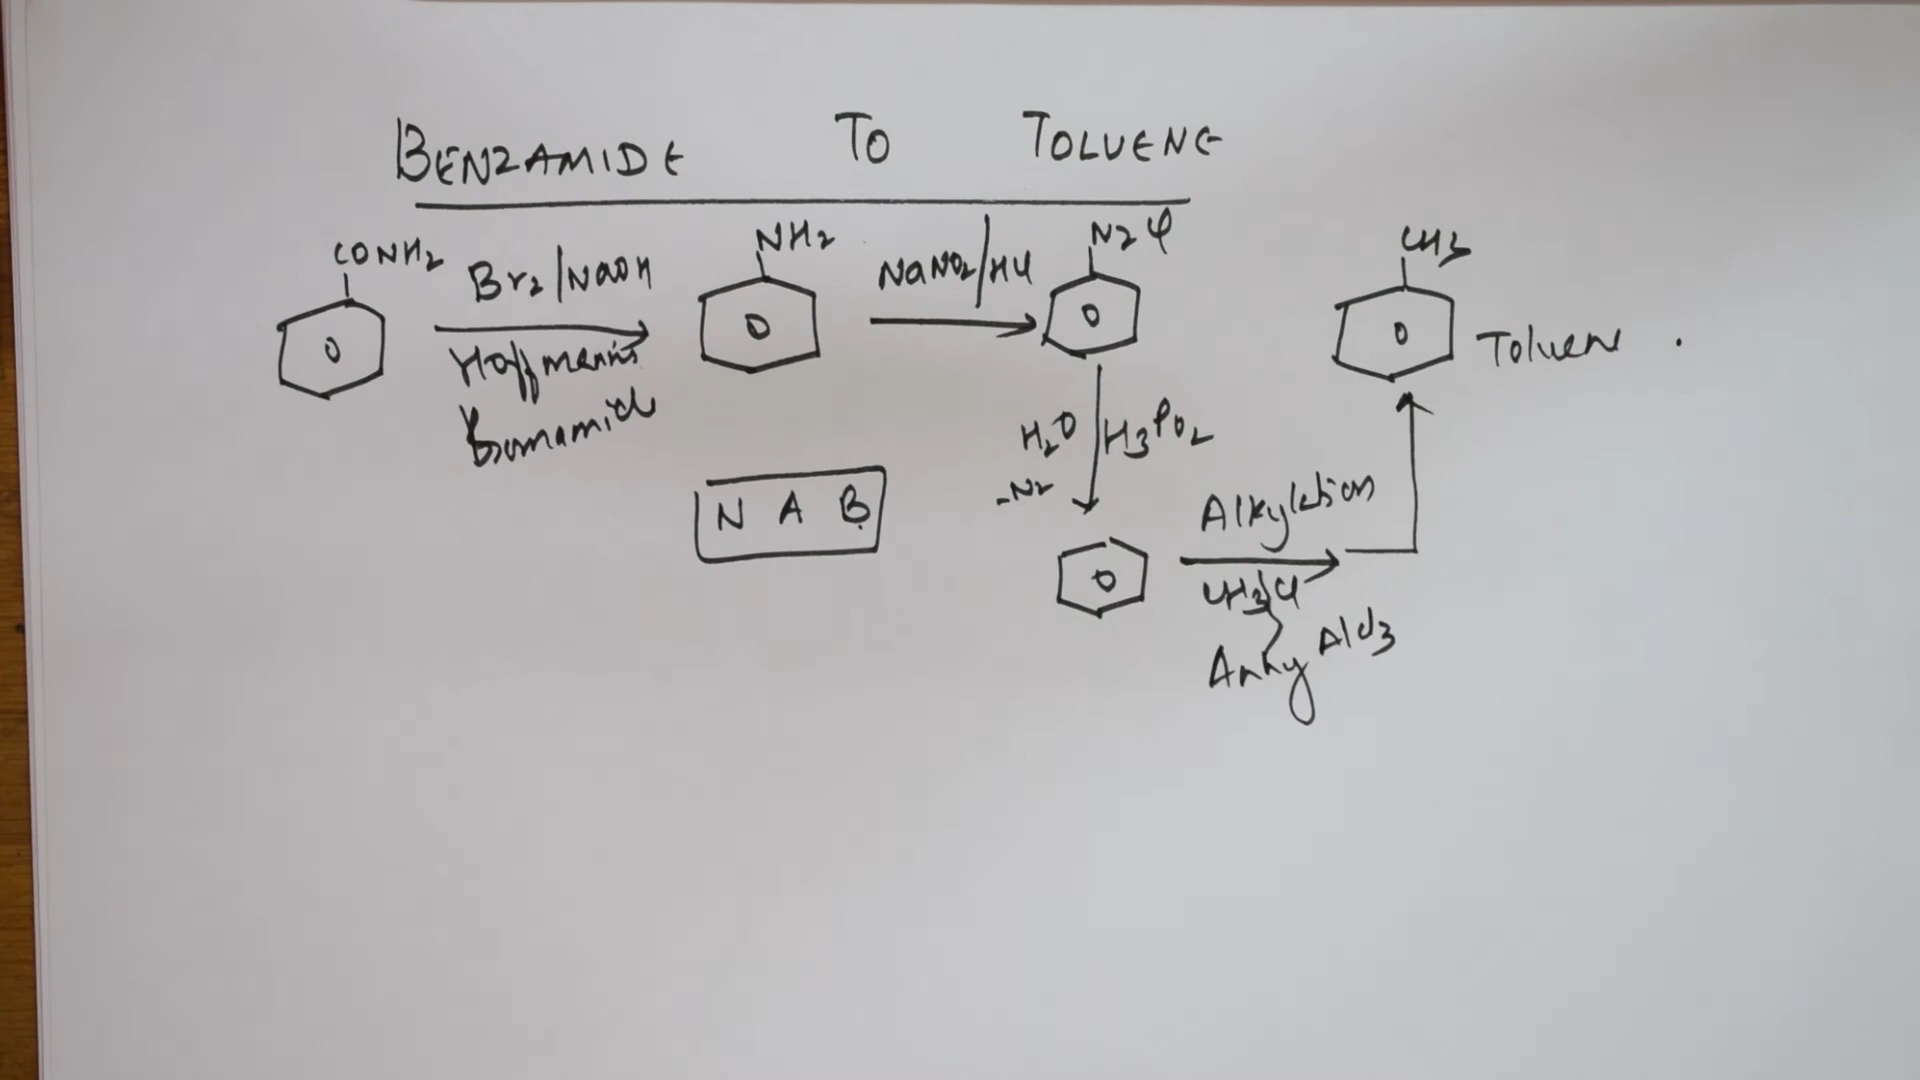 BENZAMIDE TO TOLUENE
CONH2
Br2/NaOH
Hoffmann's
Bromamide
NH2
NaNO2/HCl
N2Cl
H2O H3PO2
-N2
Alkylation
CH3Cl
Anhy AlCl3
CH3
Toluene .
N A B